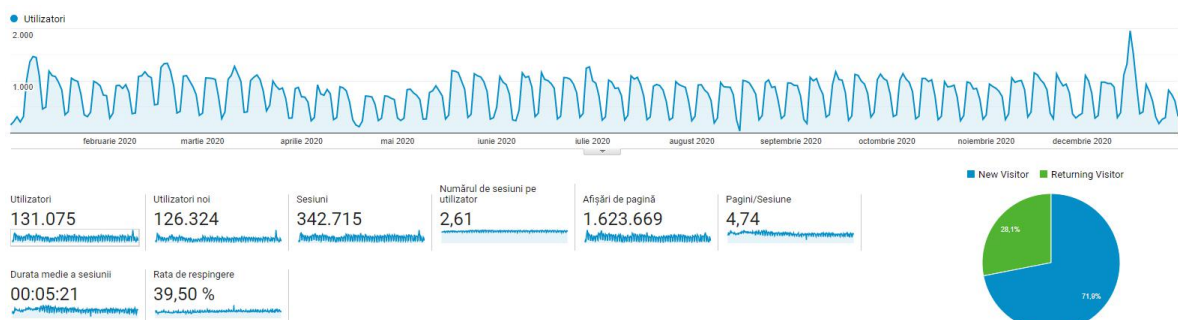 Utilizatori
2.000
1.000
februarie 2020 martie 2020 aprilie 2020 mai 2020 iunie 2020 iulie 2020 august 2020 septembrie 2020 octombrie 2020 noiembrie 2020 decembrie 2020
New Visitor Returning Visitor
Utilizatori
131.075
Utilizatori noi
126.324
Sesiuni
342.715
Numărul de sesiuni pe
utilizator
2,61
Afișări de pagină
1.623.669
Pagini/Sesiune
4,74
28,1%
71,9%
Durata medie a sesiunii
00:05:21
Rata de respingere
39,50 %